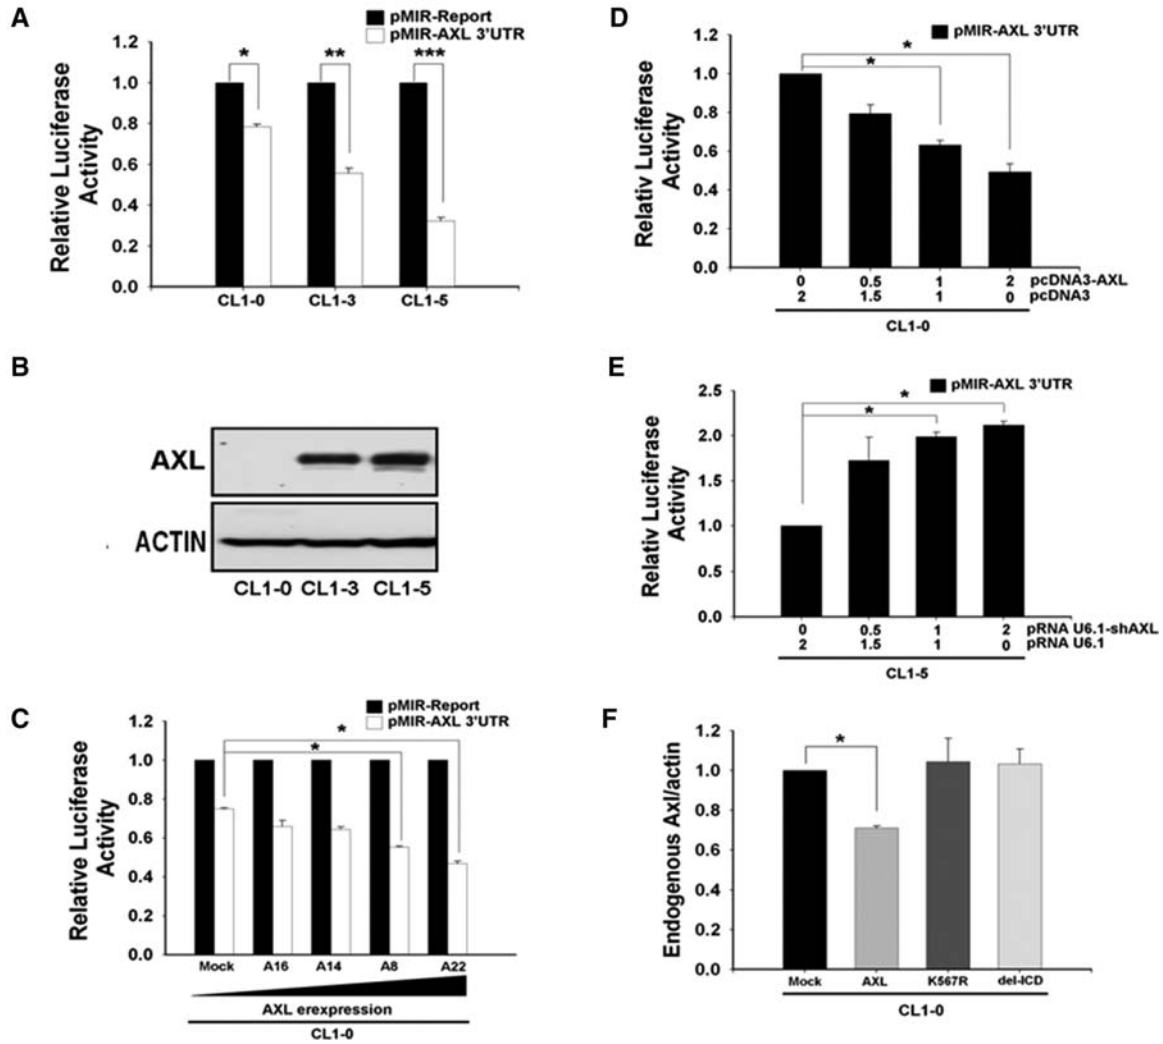 A
pMIR-Report
pMIR-AXL 3'UTR
Relative Luciferase
Activity
1.2
1.0
0.8
0.6
0.4
0.2
0.0
*
**
***
CL1-0 CL1-3 CL1-5
B
AXL
ACTIN
CL1-0 CL1-3 CL1-5
C
pMIR-Report
pMIR-AXL 3'UTR
Relative Luciferase
Activity
1.2
1.0
0.8
0.6
0.4
0.2
0.0
*
*
Mock A16 A14 A8 A22
AXL erexpression
CL1-0
D
pMIR-AXL 3'UTR
Relativ Luciferase
Activity
1.2
1.0
0.8
0.6
0.4
0.2
0.0
*
*
0 0.5 1 2 pcDNA3-AXL
2 1.5 1 0 pcDNA3
CL1-0
E
pMIR-AXL 3'UTR
Relativ Luciferase
Activity
2.5
2.0
1.5
1.0
0.5
0.0
*
*
0 0.5 1 2 pRNA U6.1-shAXL
2 1.5 1 0 pRNA U6.1
CL1-5
F
Endogenous Axl/actin
1.2
1.0
0.8
0.6
0.4
0.2
0.0
*
Mock AXL K567R del-ICD
CL1-0